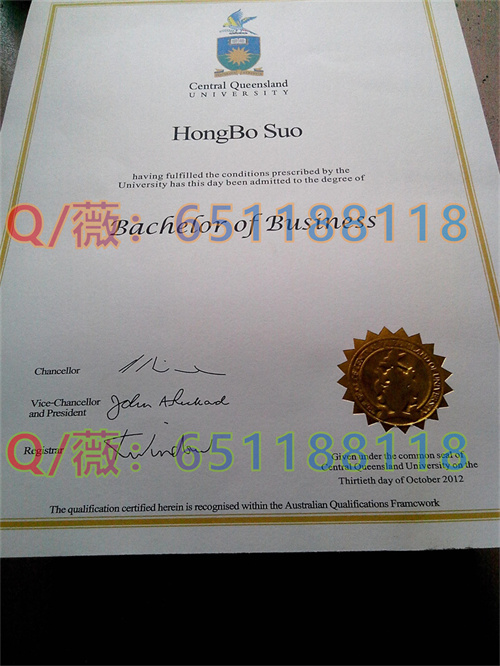 Central Queensland
UNIVERSITY
HongBo Suo
having fulfilled the conditions prescribed by the
University has this day been admitted to the degree of
Bachelor of Business
Q/薇：651188118
Chancellor
Vice-Chancellor
and President
Registrar
Q/薇：651188118
Given under the common seal of
Central Queensland University on the
Thirtieth day of October 2012
The qualification certified herein is recognised within the Australian Qualifications Framework